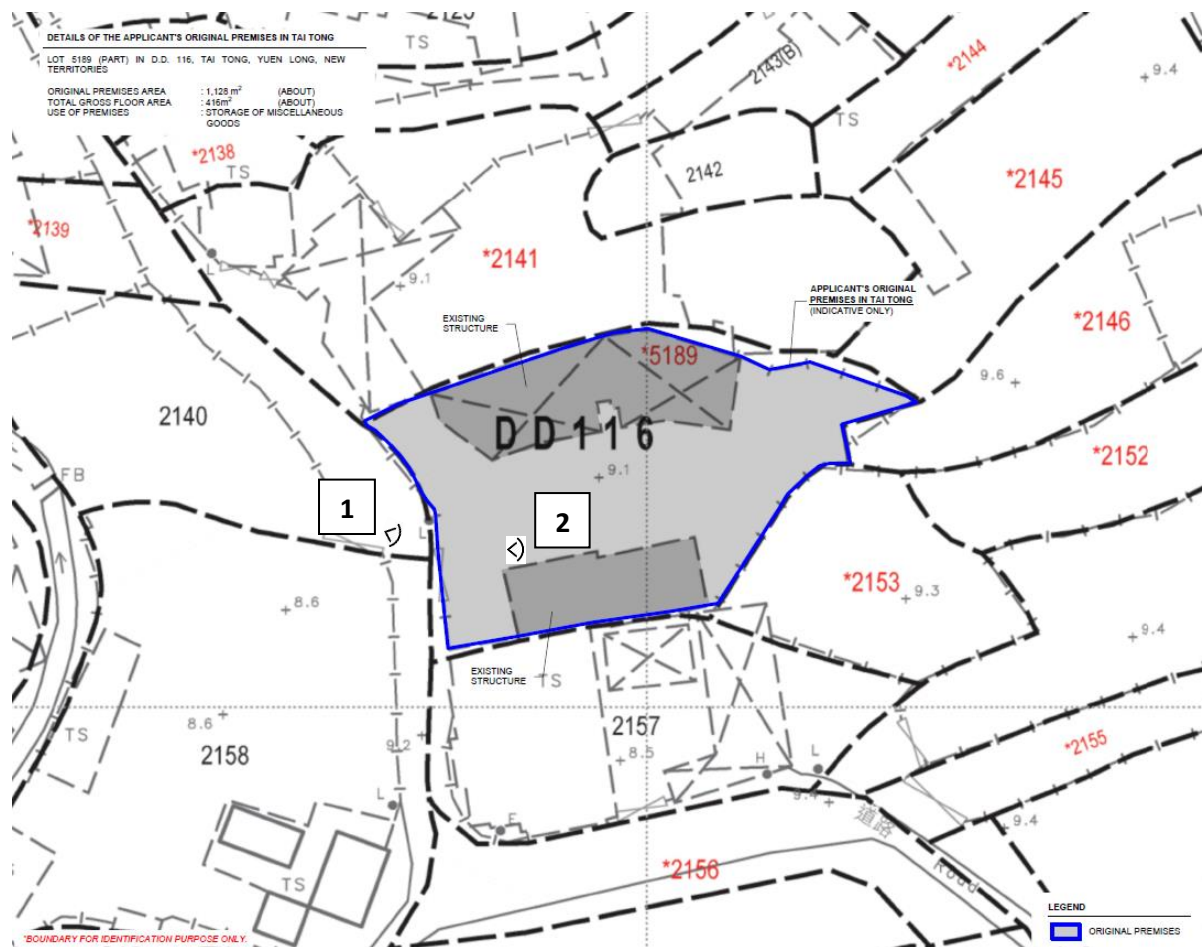 2125
TS
DETAILS OF THE APPLICANT'S ORIGINAL PREMISES IN TAI TONG
LOT 5189 (PART) IN D.D. 116, TAI TONG, YUEN LONG, NEW
TERRITORIES
ORIGINAL PREMISES AREA : 1,128 m² (ABOUT)
TOTAL GROSS FLOOR AREA : 416m² (ABOUT)
USE OF PREMISES : STORAGE OF MISCELLANEOUS
GOODS
2143(B)
*2144
9.4
TS
*2138
TS
2142
*2145
*2139
L
*2141
9.1
APPLICANT'S ORIGINAL
PREMISES IN TAI TONG
(INDICATIVE ONLY)
EXISTING
STRUCTURE
*2146
*5189
9.6
2140
DD116
*2152
FB
9.1
1
2
L
*2153
9.3
8.6
9.4
EXISTING
STRUCTURE
TS
8.6
TS
9.2
2157
8.5
2158
*2155
H
L
L
9.4
道路
9.4
F
Road
*2156
TS
LEGEND
ORIGINAL PREMISES
*BOUNDARY FOR IDENTIFICATION PURPOSE ONLY.